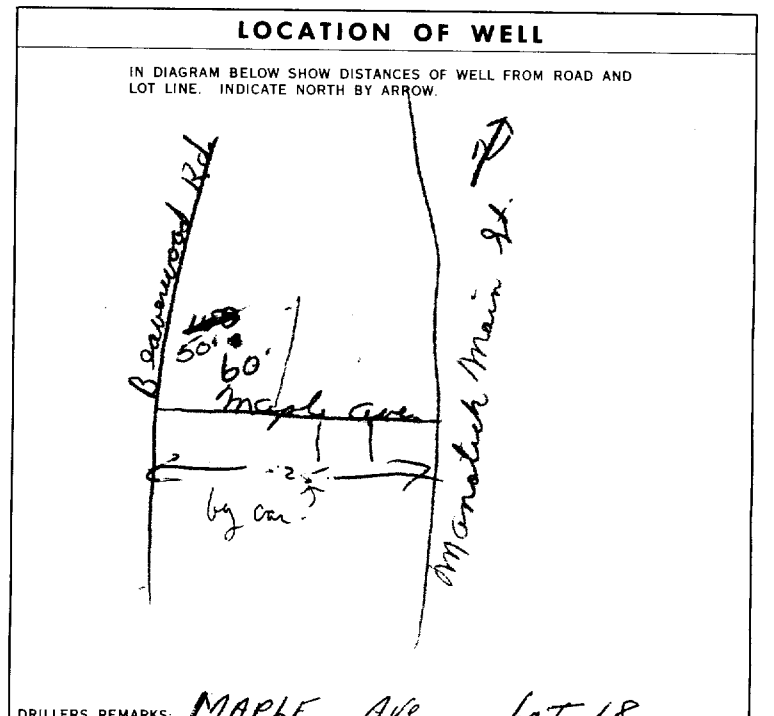 LOCATION OF WELL
IN DIAGRAM BELOW SHOW DISTANCES OF WELL FROM ROAD AND
LOT LINE. INDICATE NORTH BY ARROW.
Beaverwood Rd
Manotick Main St.
50'
60'
Maple Ave
by car
DRILLERS REMARKS: MAPLE AVE LOT 18